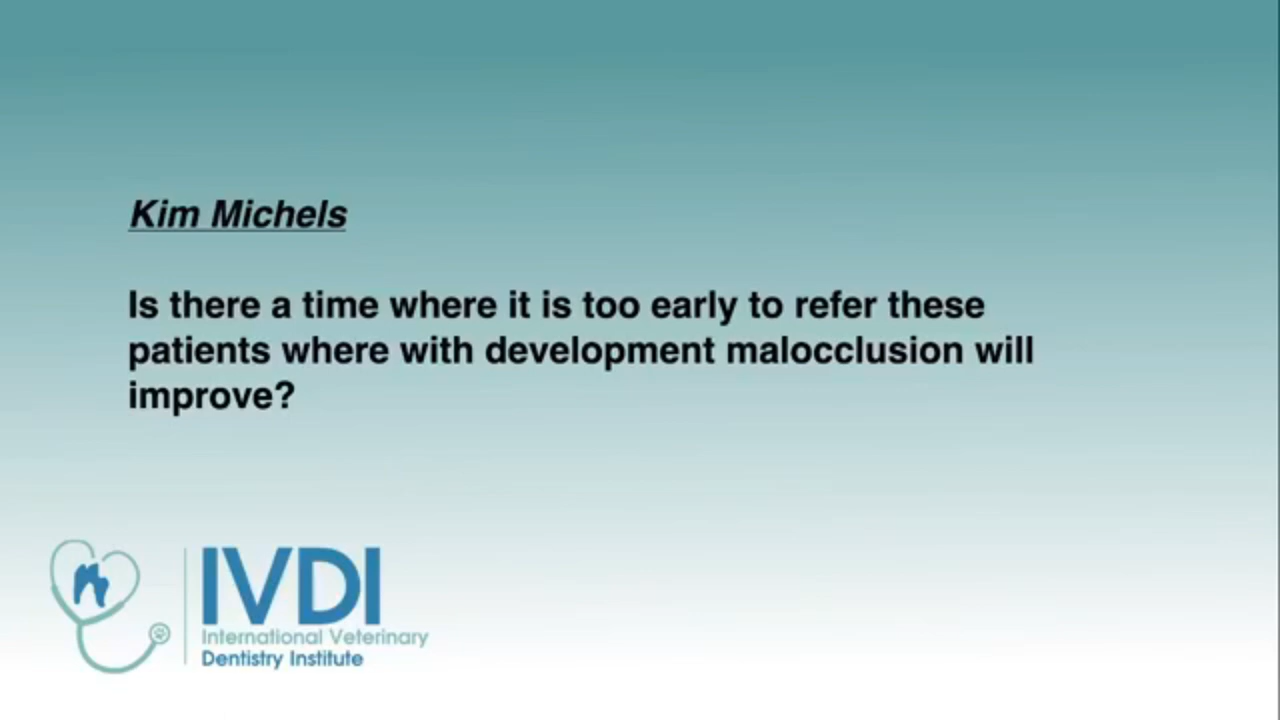 Kim Michels
Is there a time where it is too early to refer these
patients where with development malocclusion will
improve?
IVDI
International Veterinary
Dentistry Institute